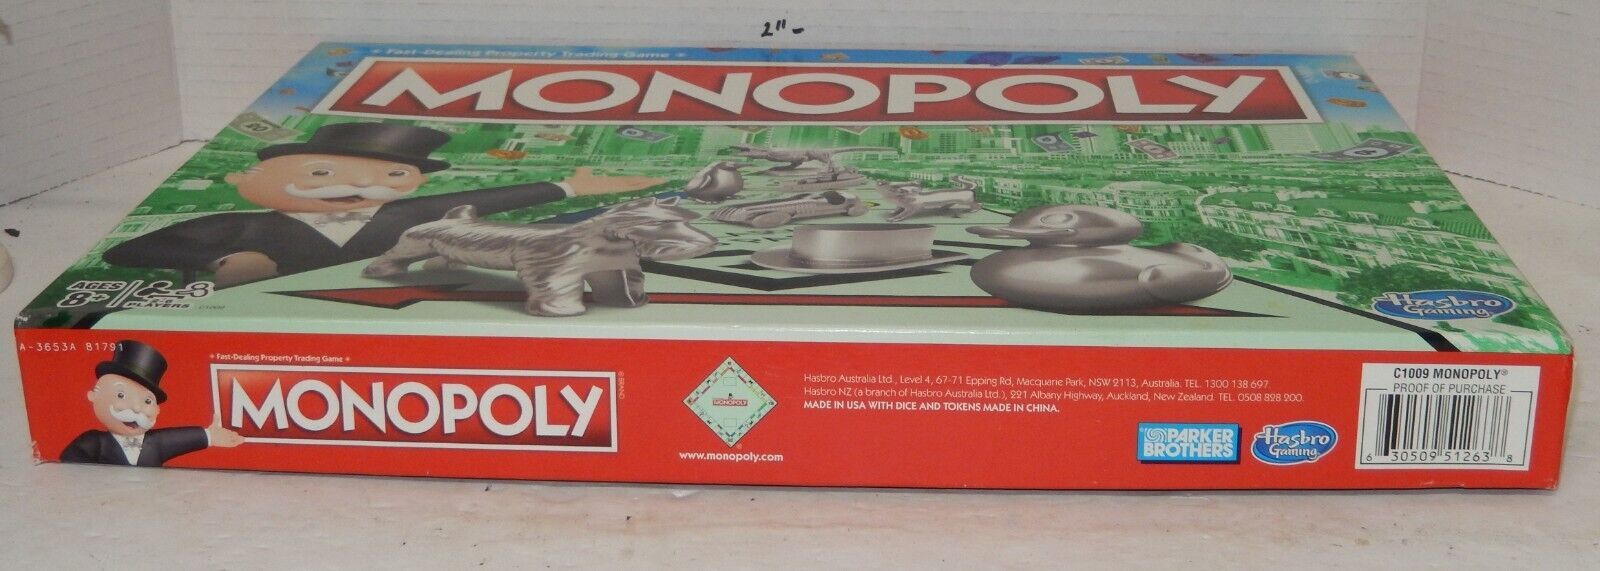 2"-
* Fast-Dealing Property Trading Game *
MONOPOLY
AGES
8+
2-8
PLAYERS
C1009
Hasbro
Gaming
A-3653A B1791
* Fast-Dealing Property Trading Game *
MONOPOLY
® BRAND
MONOPOLY
www.monopoly.com
Hasbro Australia Ltd., Level 4, 67-71 Epping Rd, Macquarie Park, NSW 2113, Australia. TEL. 1300 138 697.
Hasbro NZ (a branch of Hasbro Australia Ltd.), 221 Albany Highway, Auckland, New Zealand. TEL. 0508 828 200.
MADE IN USA WITH DICE AND TOKENS MADE IN CHINA.
PARKER
BROTHERS
Hasbro
Gaming
C1009 MONOPOLY®
PROOF OF PURCHASE
6 30509 51263 8